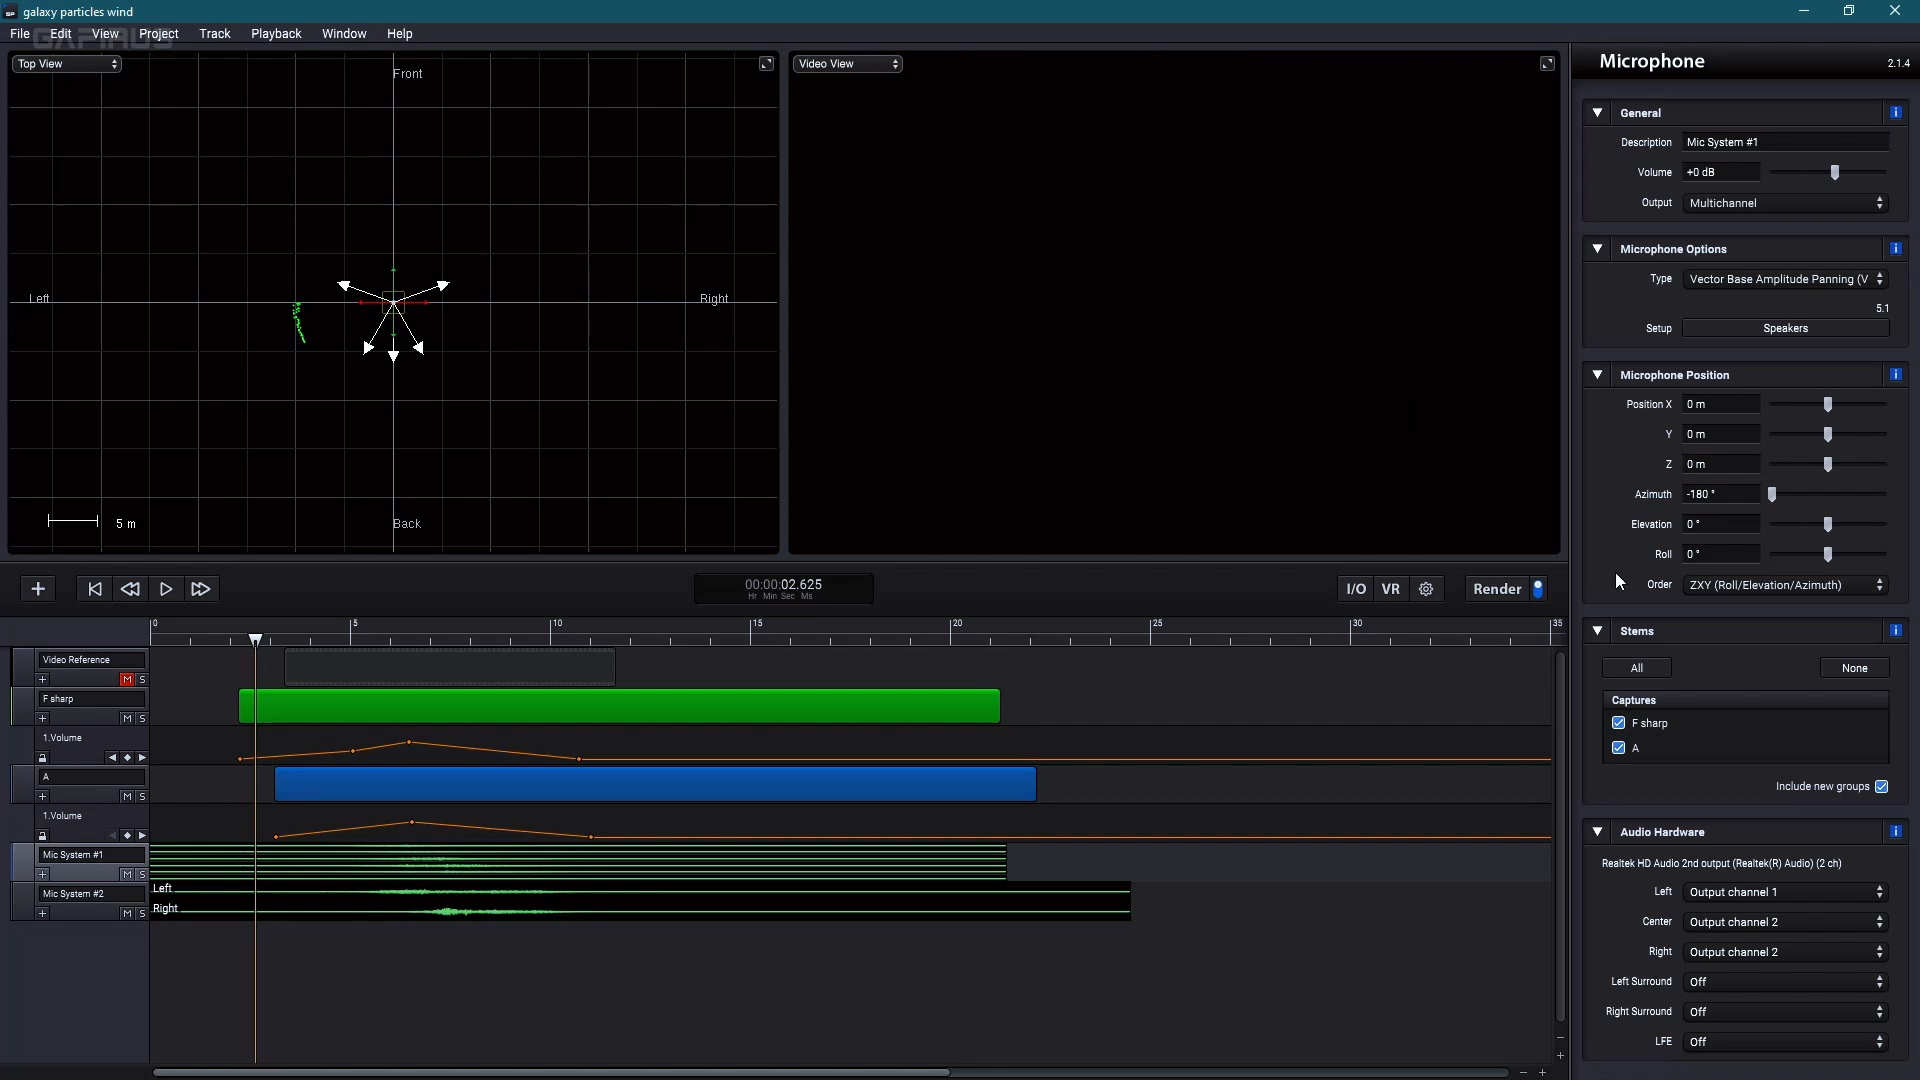 galaxy particles wind
File Edit View Project Track Playback Window Help
GAPIRUS
Top View
Front
Left
Right
Back
5 m
Video View
00:00:02.625
Hr Min Sec Ms
I/O VR Render
0 5 10 15 20 25 30 35
Video Reference
M S
F sharp
M S
1.Volume
A
M S
1.Volume
Mic System #1
M S
Mic System #2
M S
Left
Right
Microphone 2.1.4
General
Description Mic System #1
Volume +0 dB
Output Multichannel
Microphone Options
Type Vector Base Amplitude Panning (V
5.1
Setup Speakers
Microphone Position
Position X 0 m
Y 0 m
Z 0 m
Azimuth -180 °
Elevation 0 °
Roll 0 °
Order ZXY (Roll/Elevation/Azimuth)
Stems
All None
Captures
F sharp
A
Include new groups
Audio Hardware
Realtek HD Audio 2nd output (Realtek(R) Audio) (2 ch)
Left Output channel 1
Center Output channel 2
Right Output channel 2
Left Surround Off
Right Surround Off
LFE Off